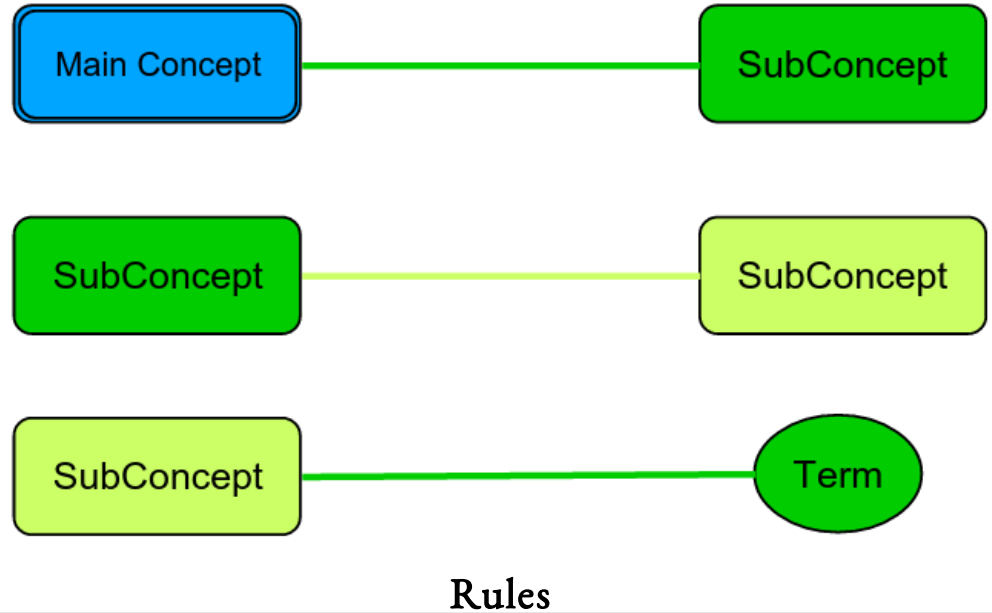 Main Concept
SubConcept
SubConcept
SubConcept
SubConcept
Term
Rules